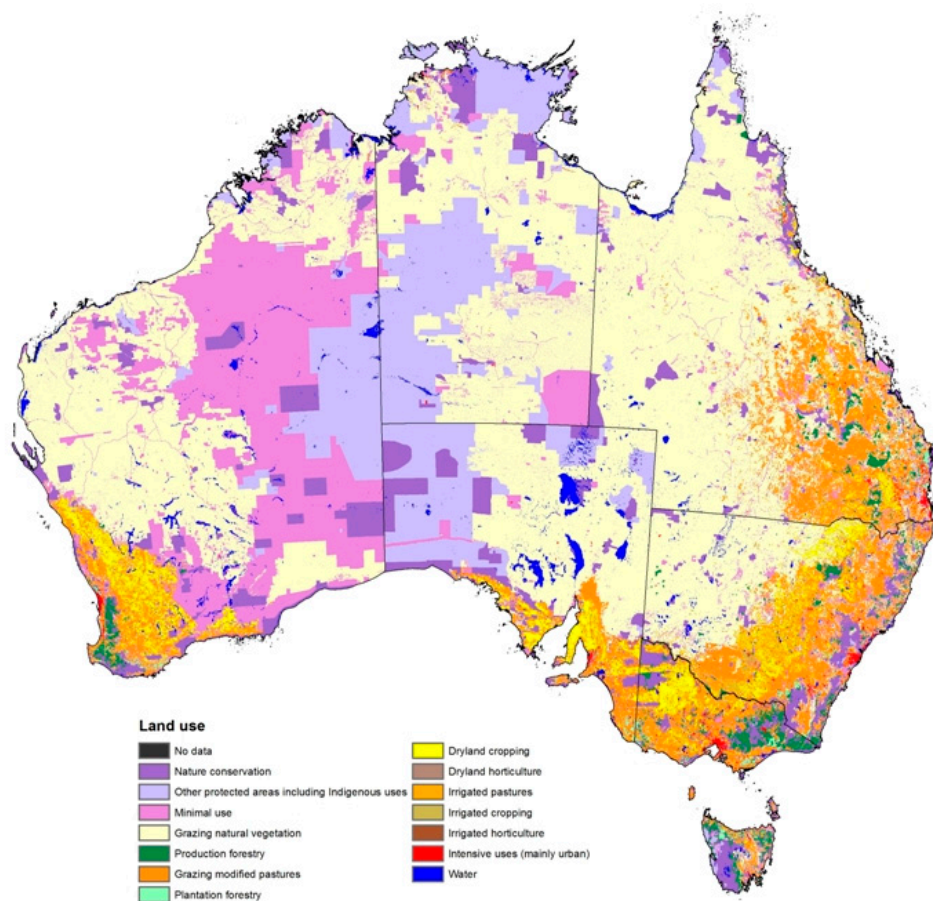 Land use
No data
Nature conservation
Other protected areas including Indigenous uses
Minimal use
Grazing natural vegetation
Production forestry
Grazing modified pastures
Plantation forestry
Dryland cropping
Dryland horticulture
Irrigated pastures
Irrigated cropping
Irrigated horticulture
Intensive uses (mainly urban)
Water